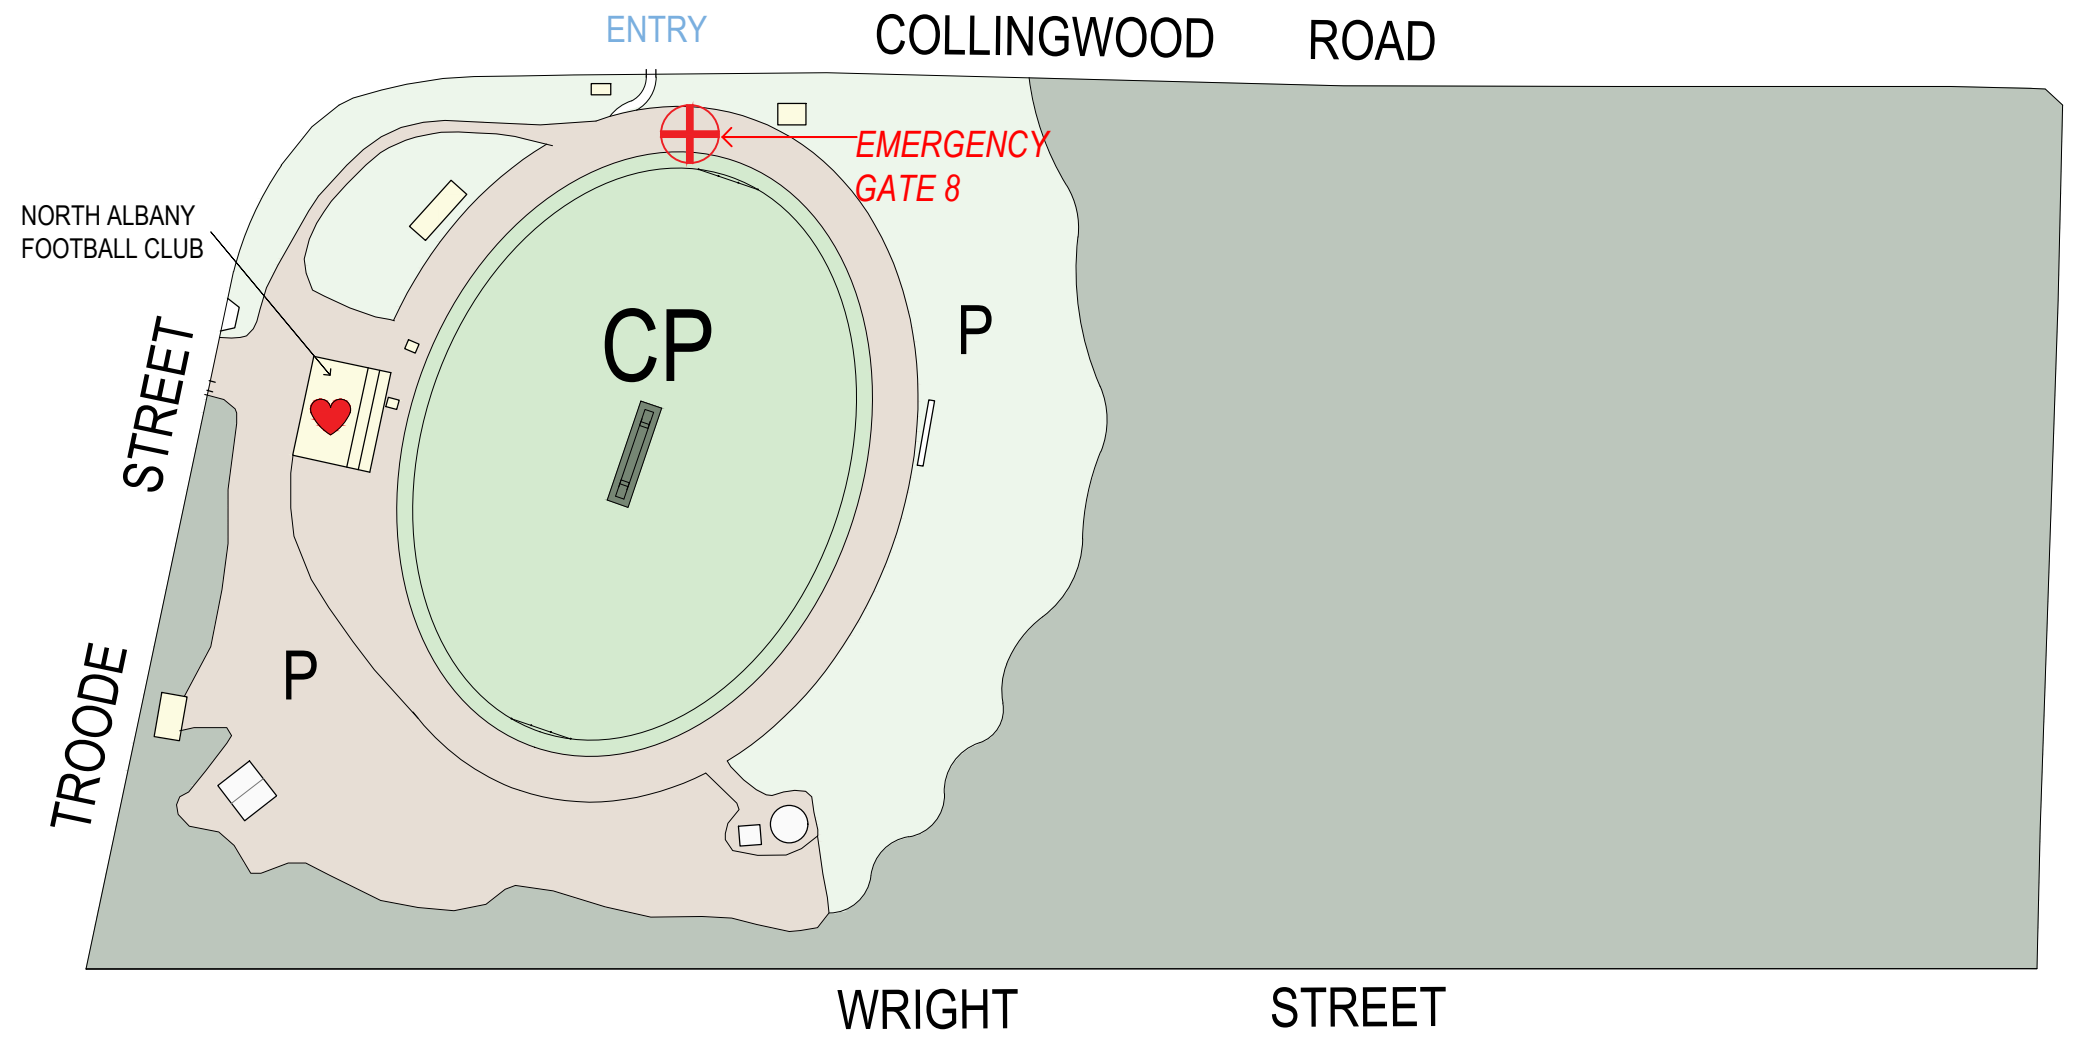 ENTRY
COLLINGWOOD ROAD
EMERGENCY
GATE 8
NORTH ALBANY
FOOTBALL CLUB
CP
P
TROODE STREET
P
WRIGHT STREET